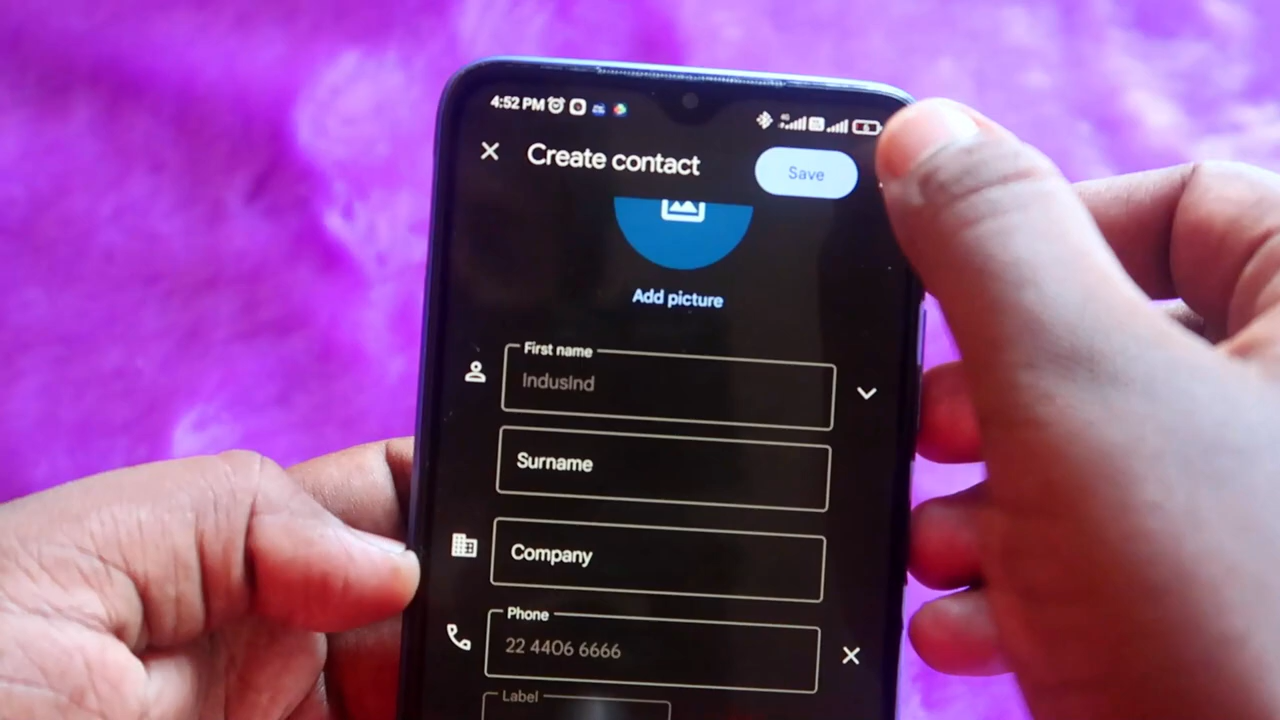 4:52 PM
Create contact
Save
Add picture
First name
IndusInd
Surname
Company
Phone
22 4406 6666
Label